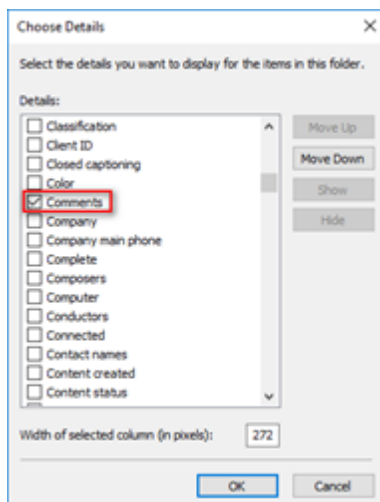 Choose Details
Select the details you want to display for the items in this folder.
Details:
Classification
Client ID
Closed captioning
Color
Comments
Company
Company main phone
Complete
Composers
Computer
Conductors
Connected
Contact names
Content created
Content status
Move Up
Move Down
Show
Hide
Width of selected column (in pixels): 272
OK Cancel